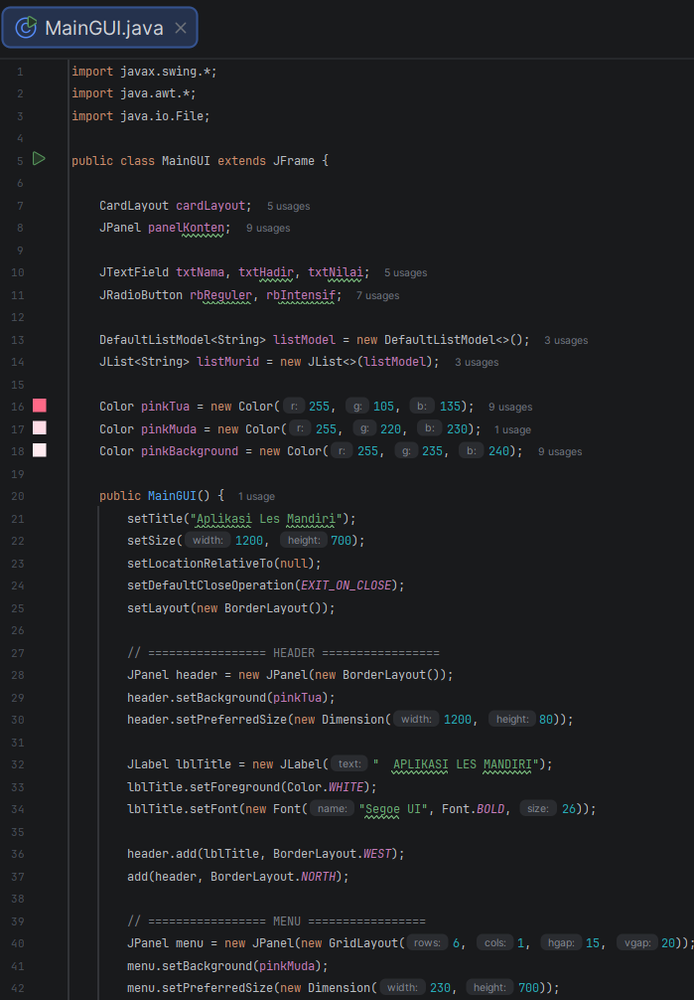 MainGUI.java ×
1 import javax.swing.*;
2 import java.awt.*;
3 import java.io.File;
4
5 public class MainGUI extends JFrame {
6
7 CardLayout cardLayout; 5 usages
8 JPanel panelKonten; 9 usages
9
10 JTextField txtNama, txtHadir, txtNilai; 5 usages
11 JRadioButton rbReguler, rbIntensif; 7 usages
12
13 DefaultListModel<String> listModel = new DefaultListModel<>(); 3 usages
14 JList<String> listMurid = new JList<>(listModel); 3 usages
15
16 Color pinkTua = new Color( r: 255, g: 105, b: 135); 9 usages
17 Color pinkMuda = new Color( r: 255, g: 220, b: 230); 1 usage
18 Color pinkBackground = new Color( r: 255, g: 235, b: 240); 9 usages
19
20 public MainGUI() { 1 usage
21 setTitle("Aplikasi Les Mandiri");
22 setSize( width: 1200, height: 700);
23 setLocationRelativeTo(null);
24 setDefaultCloseOperation(EXIT_ON_CLOSE);
25 setLayout(new BorderLayout());
26
27 // ================= HEADER =================
28 JPanel header = new JPanel(new BorderLayout());
29 header.setBackground(pinkTua);
30 header.setPreferredSize(new Dimension( width: 1200, height: 80));
31
32 JLabel lblTitle = new JLabel( text: "  APLIKASI LES MANDIRI");
33 lblTitle.setForeground(Color.WHITE);
34 lblTitle.setFont(new Font( name: "Segoe UI", Font.BOLD, size: 26));
35
36 header.add(lblTitle, BorderLayout.WEST);
37 add(header, BorderLayout.NORTH);
38
39 // ================= MENU =================
40 JPanel menu = new JPanel(new GridLayout( rows: 6, cols: 1, hgap: 15, vgap: 20));
41 menu.setBackground(pinkMuda);
42 menu.setPreferredSize(new Dimension( width: 230, height: 700));